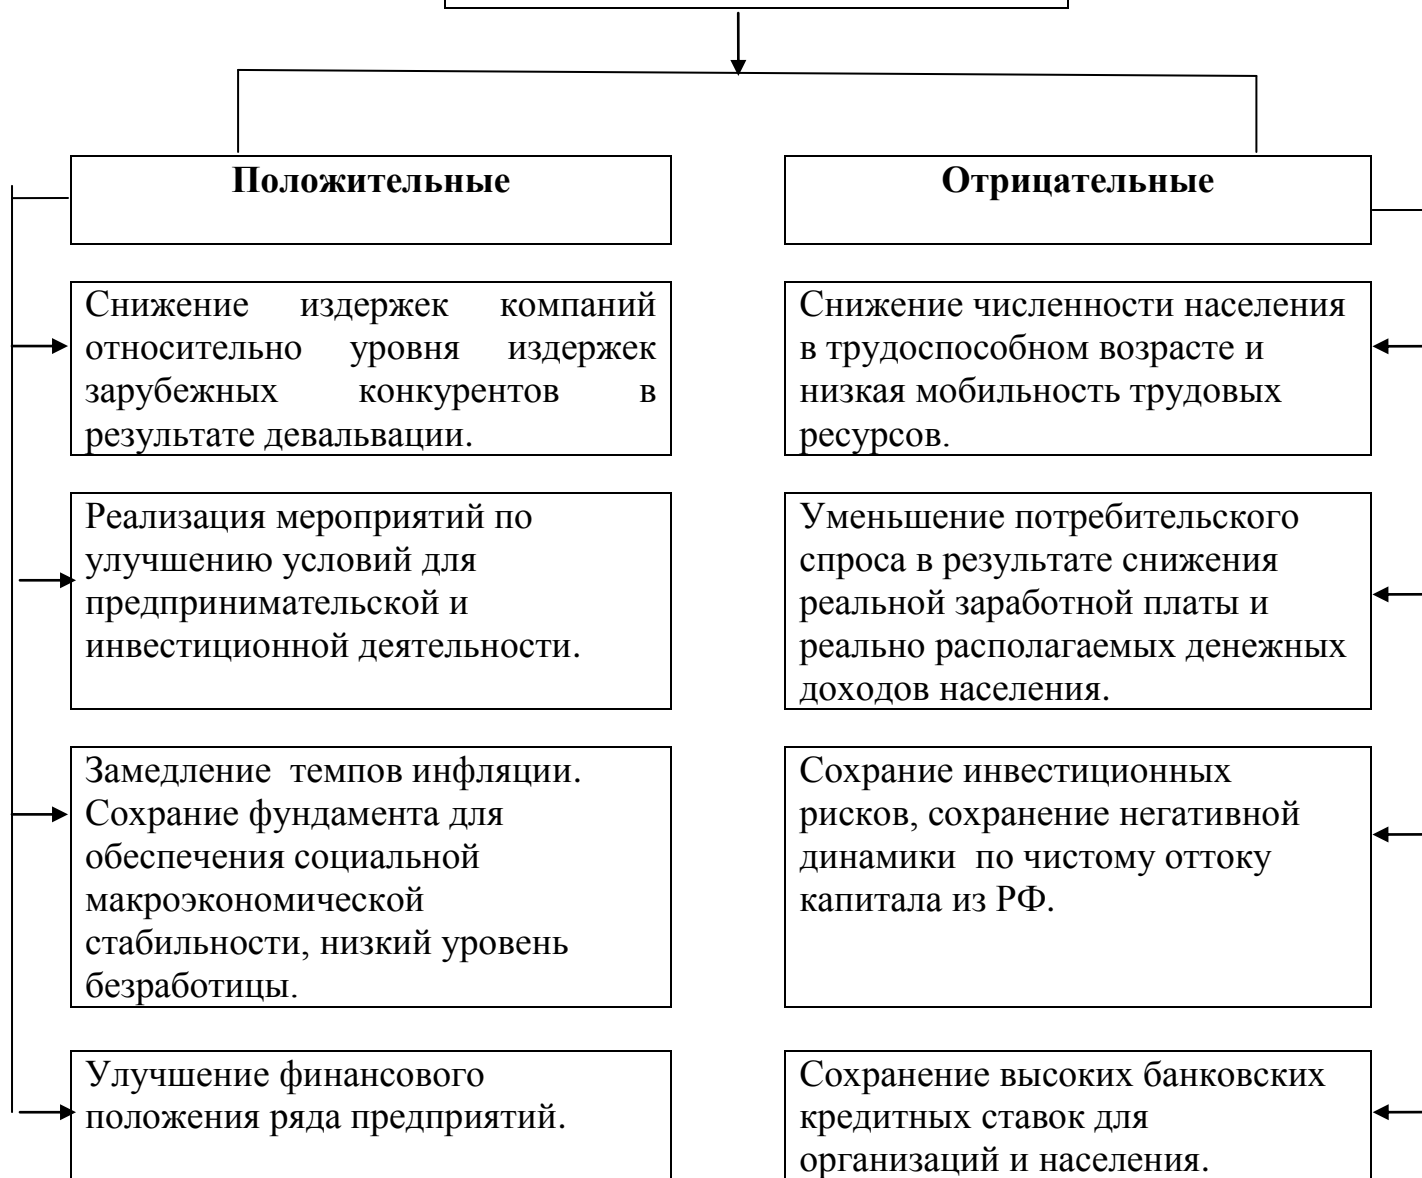 Положительные
Отрицательные
Снижение издержек компаний
относительно уровня издержек
зарубежных конкурентов в
результате девальвации.
Снижение численности населения
в трудоспособном возрасте и
низкая мобильность трудовых
ресурсов.
Реализация мероприятий по
улучшению условий для
предпринимательской и
инвестиционной деятельности.
Уменьшение потребительского
спроса в результате снижения
реальной заработной платы и
реально располагаемых денежных
доходов населения.
Замедление  темпов инфляции.
Сохрание фундамента для
обеспечения социальной
макроэкономической
стабильности, низкий уровень
безработицы.
Сохрание инвестиционных
рисков, сохранение негативной
динамики  по чистому оттоку
капитала из РФ.
Улучшение финансового
положения ряда предприятий.
Сохранение высоких банковских
кредитных ставок для
организаций и населения.